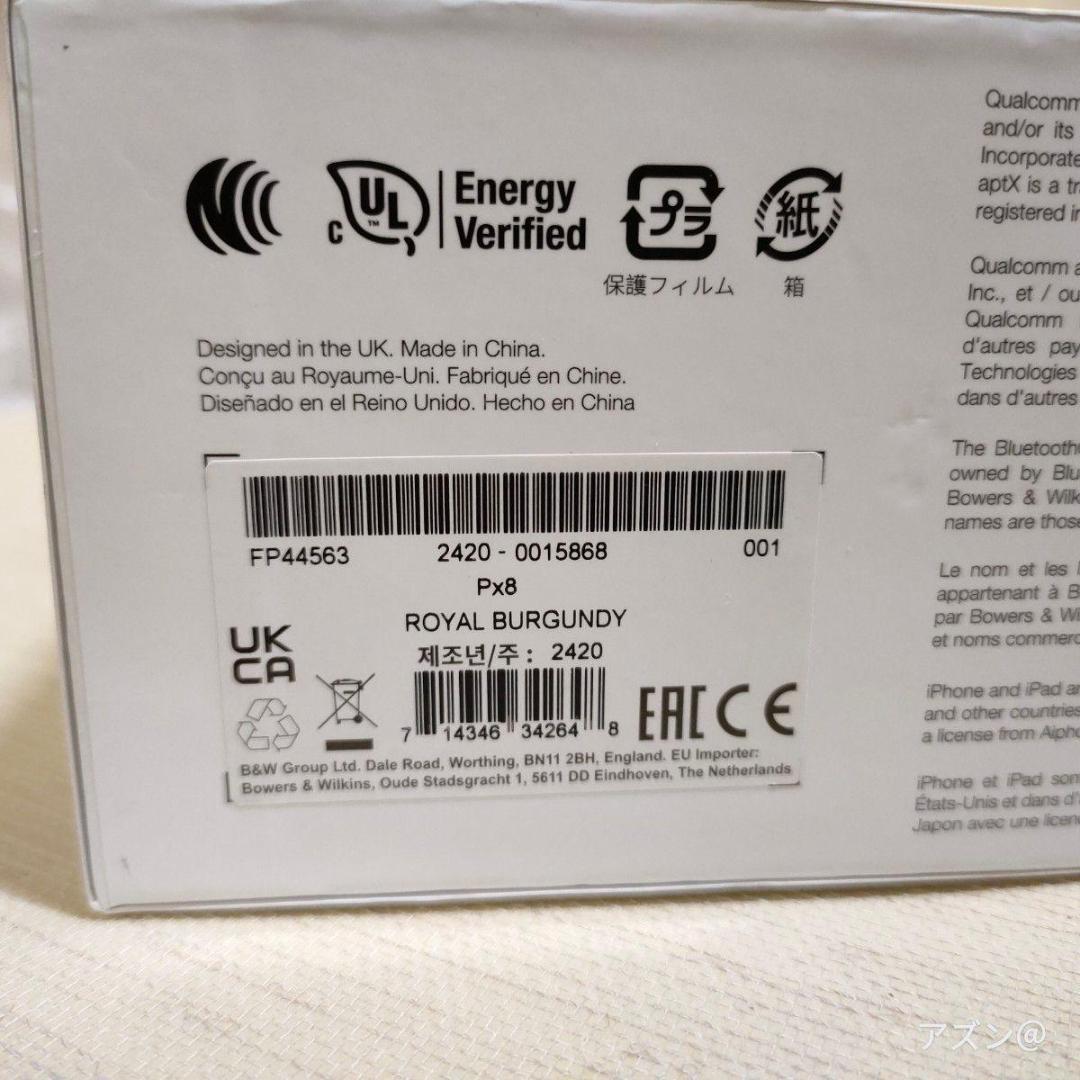 UL
C
TM
Energy
Verified
プラ
紙
保護フィルム
箱
Designed in the UK. Made in China.
Conçu au Royaume-Uni. Fabriqué en Chine.
Diseñado en el Reino Unido. Hecho en China
FP44563 2420 - 0015868 001
Px8
ROYAL BURGUNDY
UK
CA
제조년/주 : 2420
7 14346 34264 8
EAC CE
B&W Group Ltd. Dale Road, Worthing, BN11 2BH, England. EU Importer:
Bowers & Wilkins, Oude Stadsgracht 1, 5611 DD Eindhoven, The Netherlands
Qualcomm
and/or its
Incorporate
aptX is a tr
registered in
Qualcomm a
Inc., et / ou
Qualcomm
d'autres pay
Technologies
dans d'autres
The Bluetooth
owned by Blu
Bowers & Wilk
names are those
Le nom et les
appartenant à B
par Bowers & Wi
et noms commerc
iPhone and iPad ar
and other countries
a license from Aipho
iPhone et iPad son
États-Unis et dans d'
Japon avec une licen
アズン@